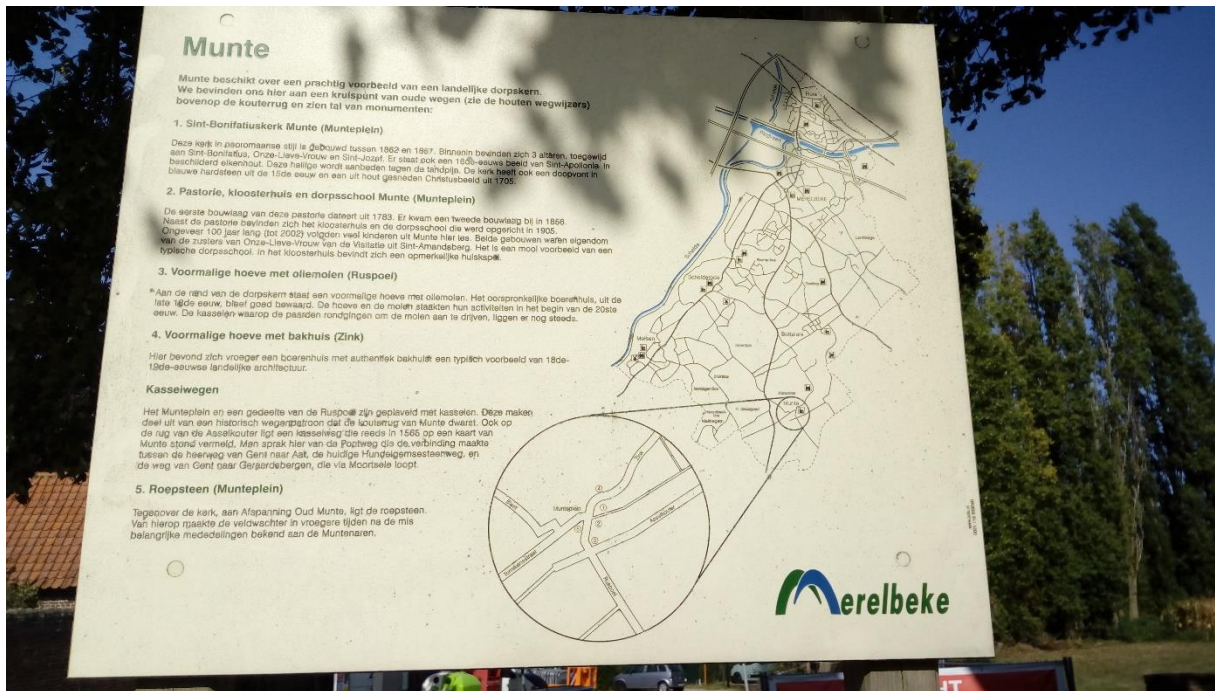 Munte
Munte beschikt over een prachtig voorbeeld van een landelijke dorpskern.
We bevinden ons hier aan een kruispunt van oude wegen (zie de houten wegwijzers)
bovenop de kouterrug en zien tal van monumenten:
1. Sint-Bonifatiuskerk Munte (Munteplein)
Deze kerk in neoromaanse stijl is gebouwd tussen 1862 en 1867. Binnenin bevinden zich 3 altaren, toegewijd
aan Sint-Bonifatius, Onze-Lieve-Vrouw en Sint-Jozef. Er staat ook een 16de-eeuws beeld van Sint-Apollonia in
beschilderd eikenhout. Deze heilige wordt aanbeden tegen de tandpijn. De kerk heeft ook een doopvont in
blauwe hardsteen uit de 15de eeuw en een uit hout gesneden Christusbeeld uit 1705.
2. Pastorie, kloosterhuis en dorpsschool Munte (Munteplein)
De eerste bouwlaag van deze pastorie dateert uit 1783. Er kwam een tweede bouwlaag bij in 1866.
Naast de pastorie bevinden zich het kloosterhuis en de dorpsschool die werd opgericht in 1905.
Ongeveer 100 jaar lang (tot 2002) volgden veel kinderen uit Munte hier les. Beide gebouwen waren eigendom
van de zusters van Onze-Lieve-Vrouw van de Visitatie uit Sint-Amandsberg. Het is een mooi voorbeeld van een
typische dorpsschool. In het kloosterhuis bevindt zich een opmerkelijke huiskapel.
3. Voormalige hoeve met oliemolen (Ruspoel)
Aan de rand van de dorpskern staat een voormalige hoeve met oliemolen. Het oorspronkelijke boerenhuis, uit de
late 18de eeuw, bleef goed bewaard. De hoeve en de molen staakten hun activiteiten in het begin van de 20ste
eeuw. De kasseien waarop de paarden rondgingen om de molen aan te drijven, liggen er nog steeds.
4. Voormalige hoeve met bakhuis (Zink)
Hier bevond zich vroeger een boerenhuis met authentiek bakhuis: een typisch voorbeeld van 18de-
19de-eeuwse landelijke architectuur.
Kasseiwegen
Het Munteplein en een gedeelte van de Ruspoel zijn geplaveid met kasseien. Deze maken
deel uit van een historisch wegenpatroon dat de kouterrug van Munte dwarst. Ook op
de rug van de Asselkouter ligt een kasseiweg die reeds in 1565 op een kaart van
Munte stond vermeld. Men sprak hier van de Postweg die de verbinding maakte
tussen de heerweg van Gent naar Aat, de huidige Hundelgemsesteenweg, en
de weg van Gent naar Geraardsbergen, die via Moortsele loopt.
5. Roepsteen (Munteplein)
Tegenover de kerk, aan Afspanning Oud Munte, ligt de roepsteen.
Van hierop maakte de veldwachter in vroegere tijden na de mis
belangrijke mededelingen bekend aan de Muntenaren.
Schelde
MERELBEKE
Schelderode
Melsen
Bottelare
Munte
Zink
Munteplein
Asselkouter
Ruspoel
Merelbeke